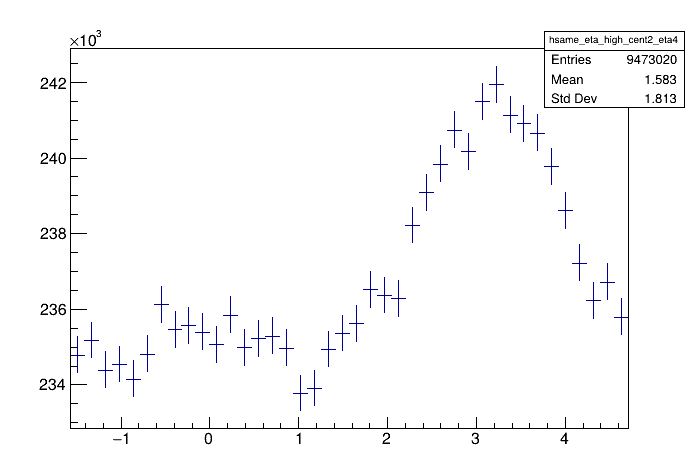 ×10³
hsame_eta_high_cent2_eta4
Entries 9473020
Mean 1.583
Std Dev 1.813
242
240
238
236
234
−1 0 1 2 3 4